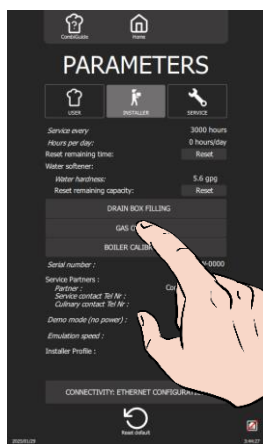 CombiGuide Home
PARAMETERS
USER INSTALLER SERVICE
Service every 3000 hours
Hours per day: 0 hours/day
Reset remaining time: Reset
Water softener:
Water hardness: 5.6 gpg
Reset remaining capacity: Reset
DRAIN BOX FILLING
GAS
BOILER
Serial number : -0000
Service Partners :
Partner :
Service contact Tel Nr :
Culinary contact Tel Nr :
Demo mode (no power) :
Emulation speed :
Installer Profile :
CONNECTIVITY: ETHERNET CONFIGURATION
Reset default